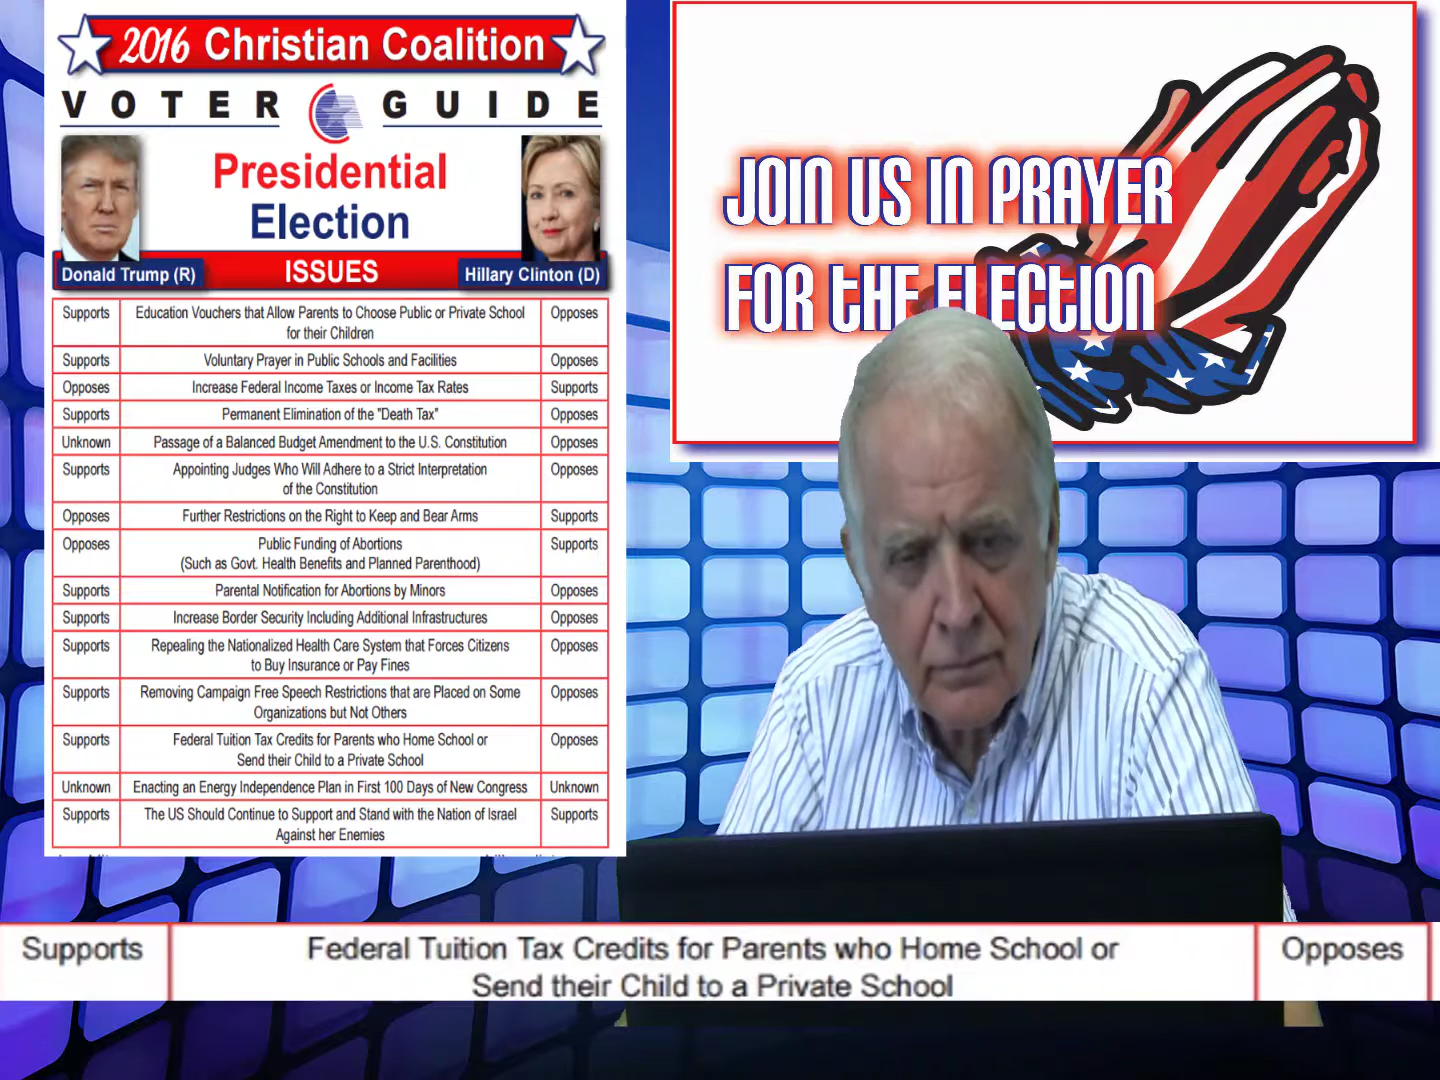 2016 Christian Coalition
VOTER GUIDE
Presidential
Election
Donald Trump (R) ISSUES Hillary Clinton (D)
Supports Education Vouchers that Allow Parents to Choose Public or Private School Opposes
for their Children
Supports Voluntary Prayer in Public Schools and Facilities Opposes
Opposes Increase Federal Income Taxes or Income Tax Rates Supports
Supports Permanent Elimination of the "Death Tax" Opposes
Unknown Passage of a Balanced Budget Amendment to the U.S. Constitution Opposes
Supports Appointing Judges Who Will Adhere to a Strict Interpretation Opposes
of the Constitution
Opposes Further Restrictions on the Right to Keep and Bear Arms Supports
Opposes Public Funding of Abortions Supports
(Such as Govt. Health Benefits and Planned Parenthood)
Supports Parental Notification for Abortions by Minors Opposes
Supports Increase Border Security Including Additional Infrastructures Opposes
Supports Repealing the Nationalized Health Care System that Forces Citizens Opposes
to Buy Insurance or Pay Fines
Supports Removing Campaign Free Speech Restrictions that are Placed on Some Opposes
Organizations but Not Others
Supports Federal Tuition Tax Credits for Parents who Home School or Opposes
Send their Child to a Private School
Unknown Enacting an Energy Independence Plan in First 100 Days of New Congress Unknown
Supports The US Should Continue to Support and Stand with the Nation of Israel Supports
Against her Enemies
JOIN US IN PRAYER
FOR THE ELECTION
Supports Federal Tuition Tax Credits for Parents who Home School or Opposes
Send their Child to a Private School